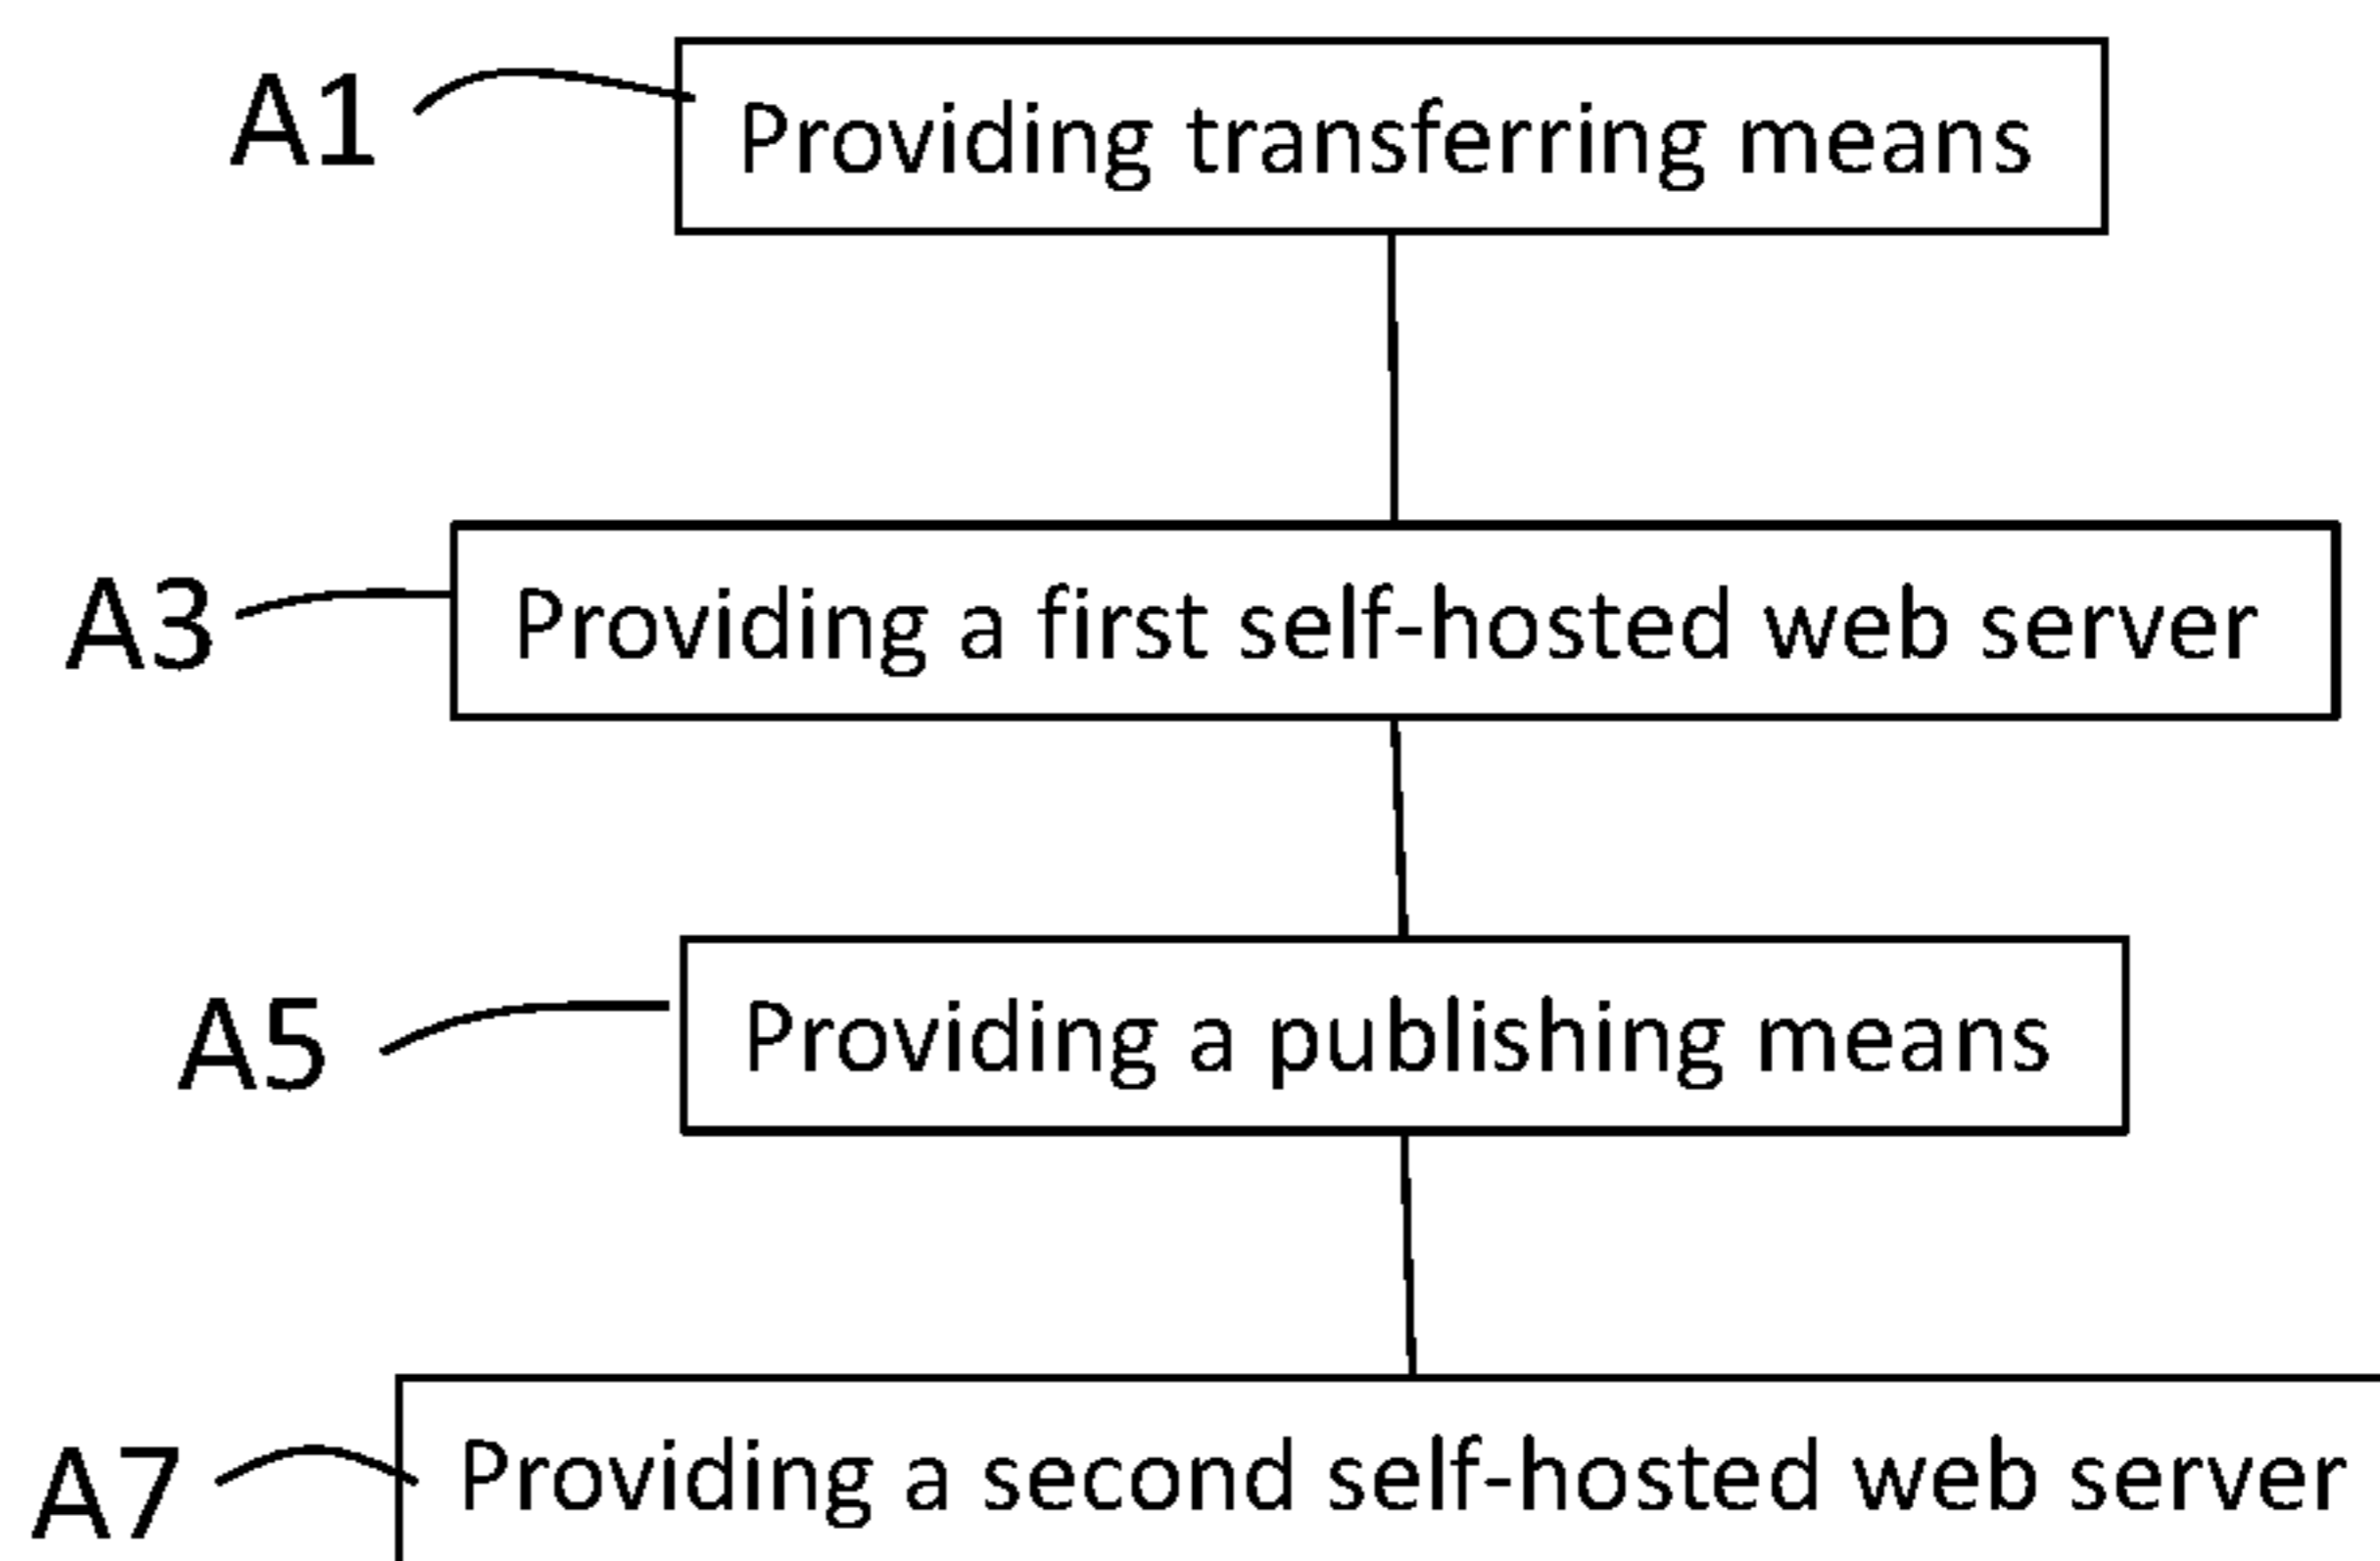 A1 Providing transferring means
A3 Providing a first self-hosted web server
A5 Providing a publishing means
A7 Providing a second self-hosted web server